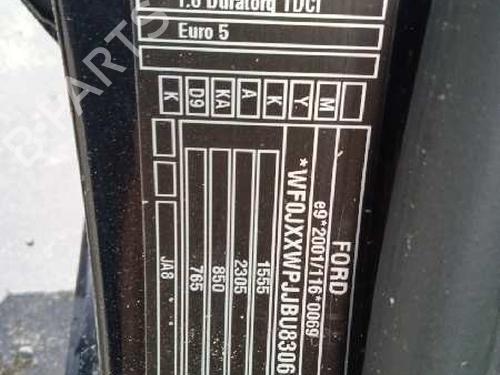 1.6 Duratorq TDCI
Euro 5
K D9 KA A K Y M
FORD
e9*2001/116*0069
*WF0JXXWPJJBU8306
1555
2305
850
765
JA8
B-PARTS